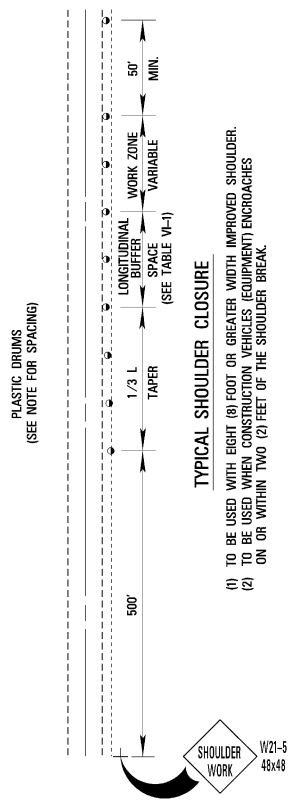 PLASTIC DRUMS
(SEE NOTE FOR SPACING)
50'
MIN.
WORK ZONE
VARIABLE
LONGITUDINAL
BUFFER
SPACE
(SEE TABLE VI-1)
1/3 L
TAPER
500'
TYPICAL SHOULDER CLOSURE
(1) TO BE USED WITH EIGHT (8) FOOT OR GREATER WIDTH IMPROVED SHOULDER.
(2) TO BE USED WHEN CONSTRUCTION VEHICLES (EQUIPMENT) ENCROACHES
ON OR WITHIN TWO (2) FEET OF THE SHOULDER BREAK.
SHOULDER
WORK
W21-5
48x48